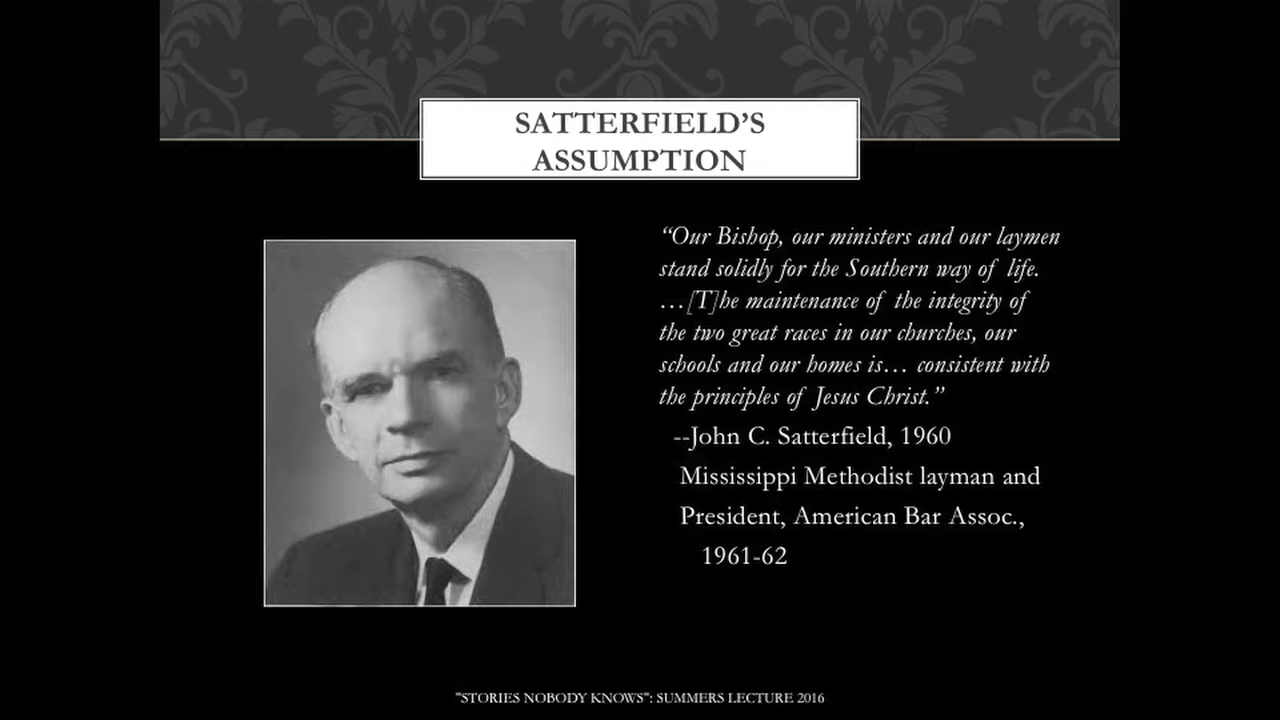 SATTERFIELD’S
ASSUMPTION
“Our Bishop, our ministers and our laymen
stand solidly for the Southern way of life.
…[T]he maintenance of the integrity of
the two great races in our churches, our
schools and our homes is… consistent with
the principles of Jesus Christ.”
--John C. Satterfield, 1960
Mississippi Methodist layman and
President, American Bar Assoc.,
1961-62
"STORIES NOBODY KNOWS": SUMMERS LECTURE 2016